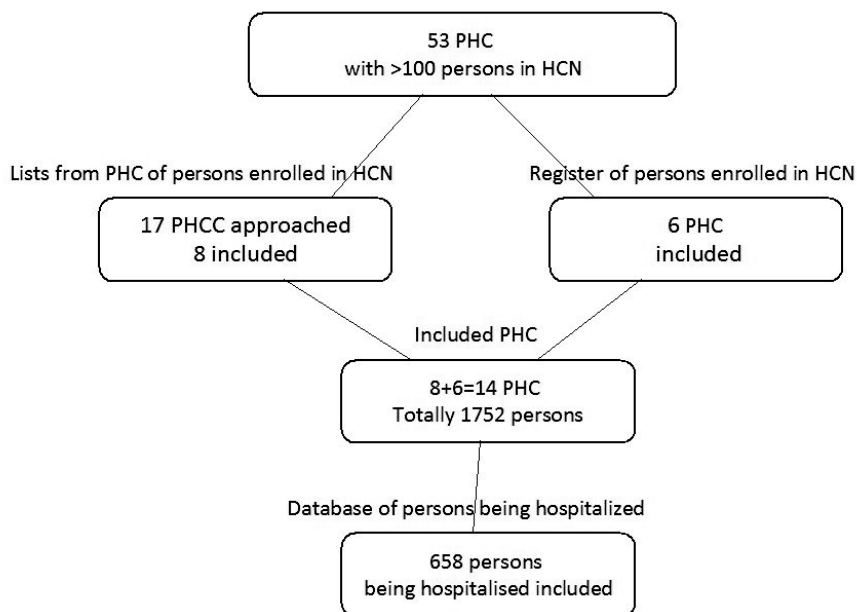 53 PHC
with >100 persons in HCN
Lists from PHC of persons enrolled in HCN
Register of persons enrolled in HCN
17 PHCC approached
8 included
6 PHC
included
Included PHC
8+6=14 PHC
Totally 1752 persons
Database of persons being hospitalized
658 persons
being hospitalised included